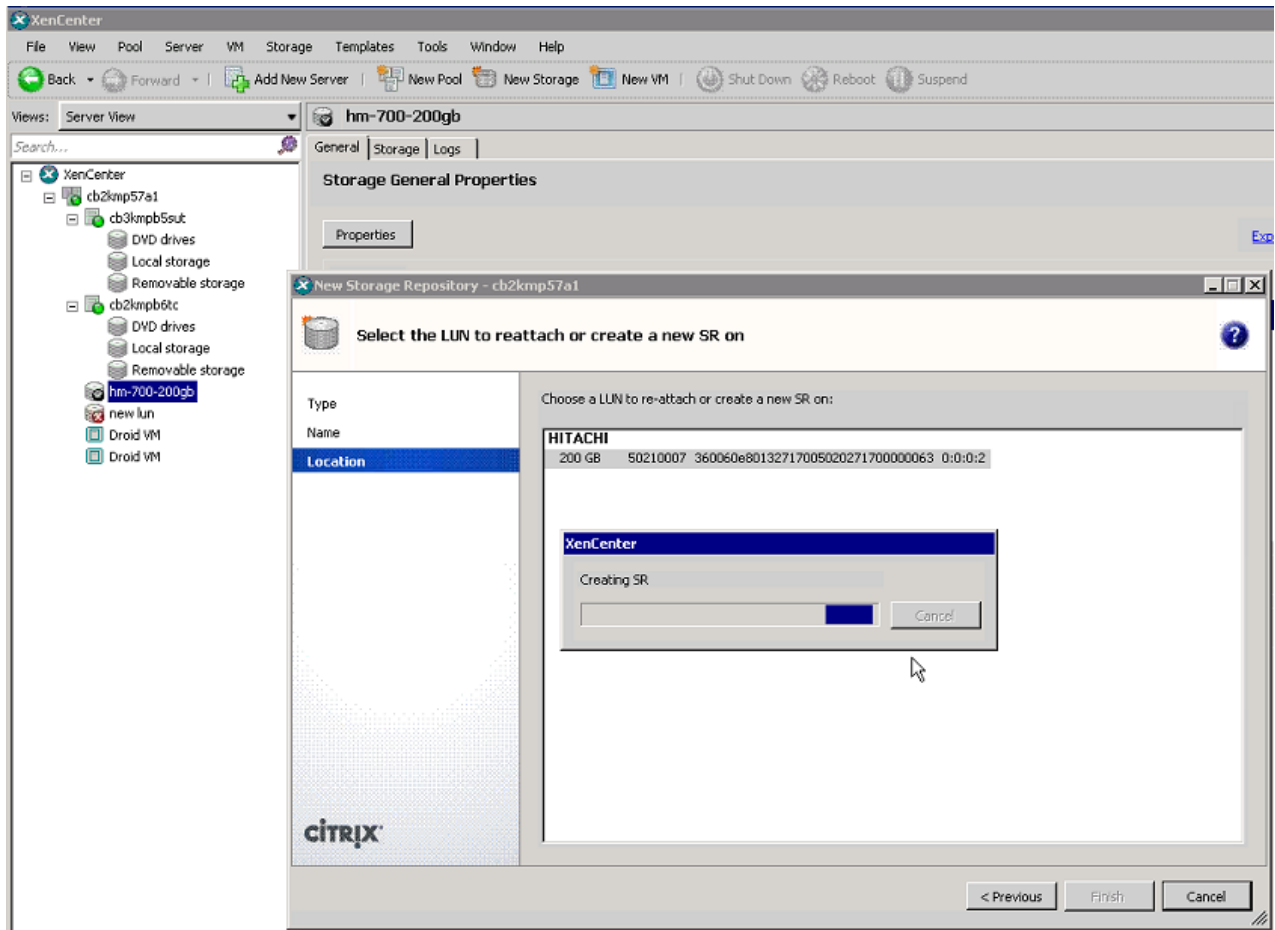 XenCenter
File View Pool Server VM Storage Templates Tools Window Help
Back Forward Add New Server New Pool New Storage New VM Shut Down Reboot Suspend
Views: Server View
hm-700-200gb
Search...
General Storage Logs
XenCenter
cb2kmp57a1
cb3kmpb5sut
DVD drives
Local storage
Removable storage
cb2kmpb6tc
DVD drives
Local storage
Removable storage
hm-700-200gb
new lun
Droid VM
Droid VM
Storage General Properties
Properties
Exp
New Storage Repository - cb2kmp57a1
Select the LUN to reattach or create a new SR on
?
Type
Name
Location
Choose a LUN to re-attach or create a new SR on:
HITACHI
200 GB 50210007 360060e80132717005020271700000063 0:0:0:2
XenCenter
Creating SR
Cancel
CITRIX
< Previous Finish Cancel